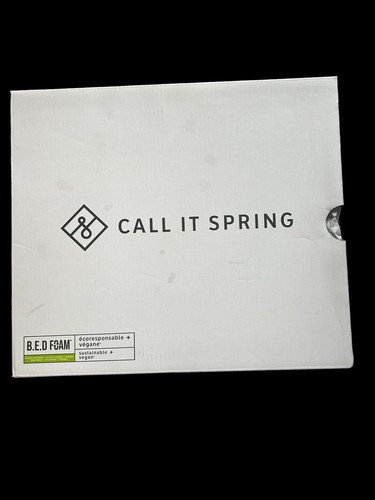 CALL IT SPRING
B.E.D FOAM
écoresponsable +
végane
sustainable +
vegan